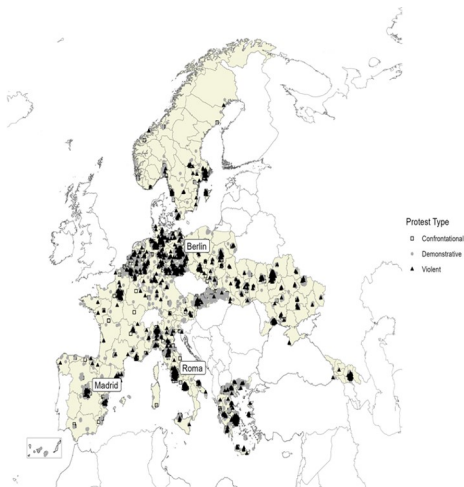 Berlin
Protest Type
Confrontational
Demonstrative
Violent
Roma
Madrid